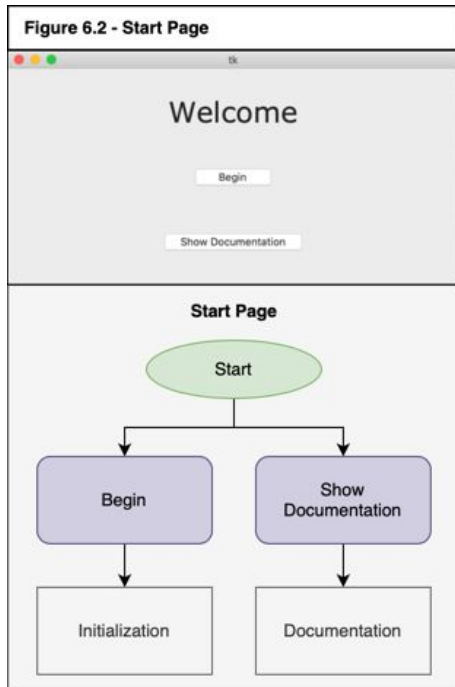 Figure 6.2 - Start Page
tk
Welcome
Begin
Show Documentation
Start Page
Start
Begin
Show
Documentation
Initialization
Documentation